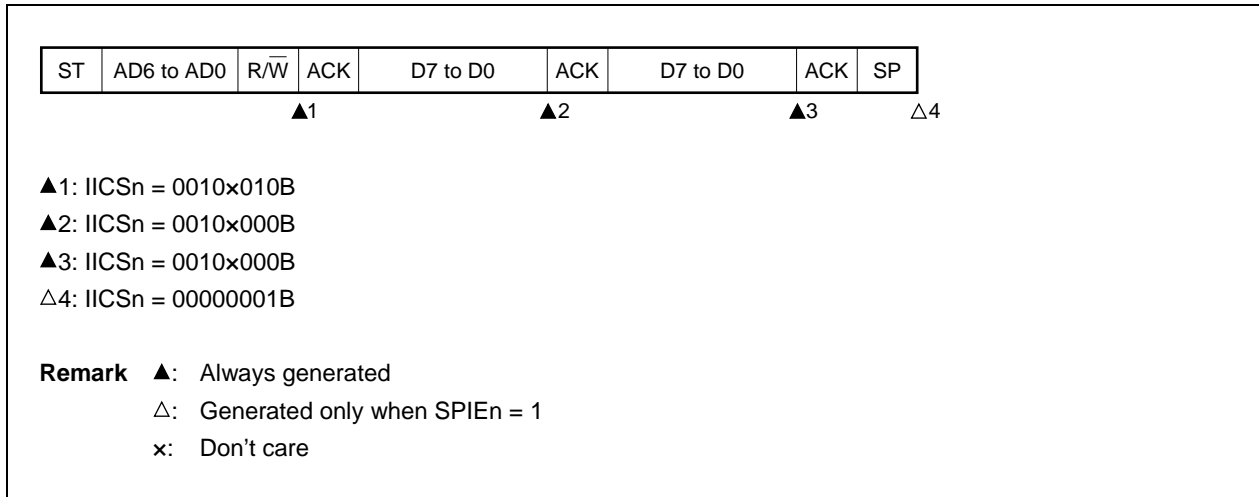 ST AD6 to AD0 R/W̅ ACK D7 to D0 ACK D7 to D0 ACK SP
▲1 ▲2 ▲3 △4
▲1: IICSn = 0010×010B
▲2: IICSn = 0010×000B
▲3: IICSn = 0010×000B
△4: IICSn = 00000001B
Remark ▲: Always generated
△: Generated only when SPIEn = 1
×: Don't care